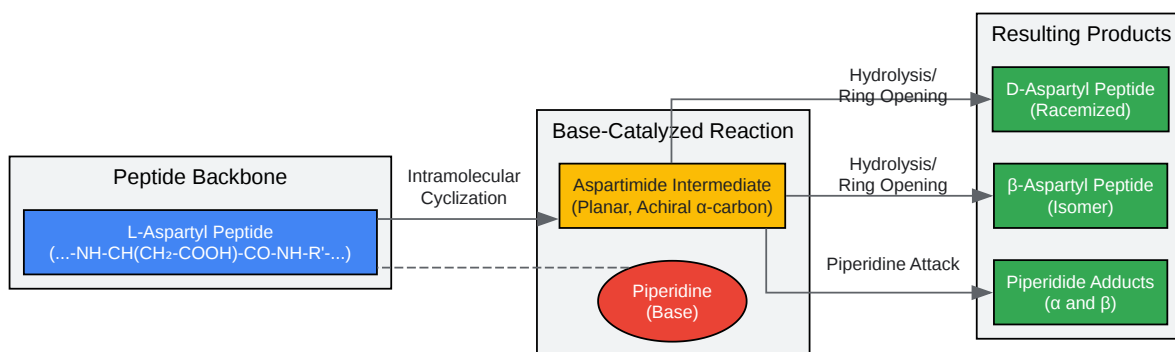 Peptide Backbone
L-Aspartyl Peptide
(...-NH-CH(CH₂-COOH)-CO-NH-R'-...)
Intramolecular
Cyclization
Base-Catalyzed Reaction
Aspartimide Intermediate
(Planar, Achiral α-carbon)
Piperidine
(Base)
Hydrolysis/
Ring Opening
Hydrolysis/
Ring Opening
Piperidine Attack
Resulting Products
D-Aspartyl Peptide
(Racemized)
β-Aspartyl Peptide
(Isomer)
Piperidide Adducts
(α and β)